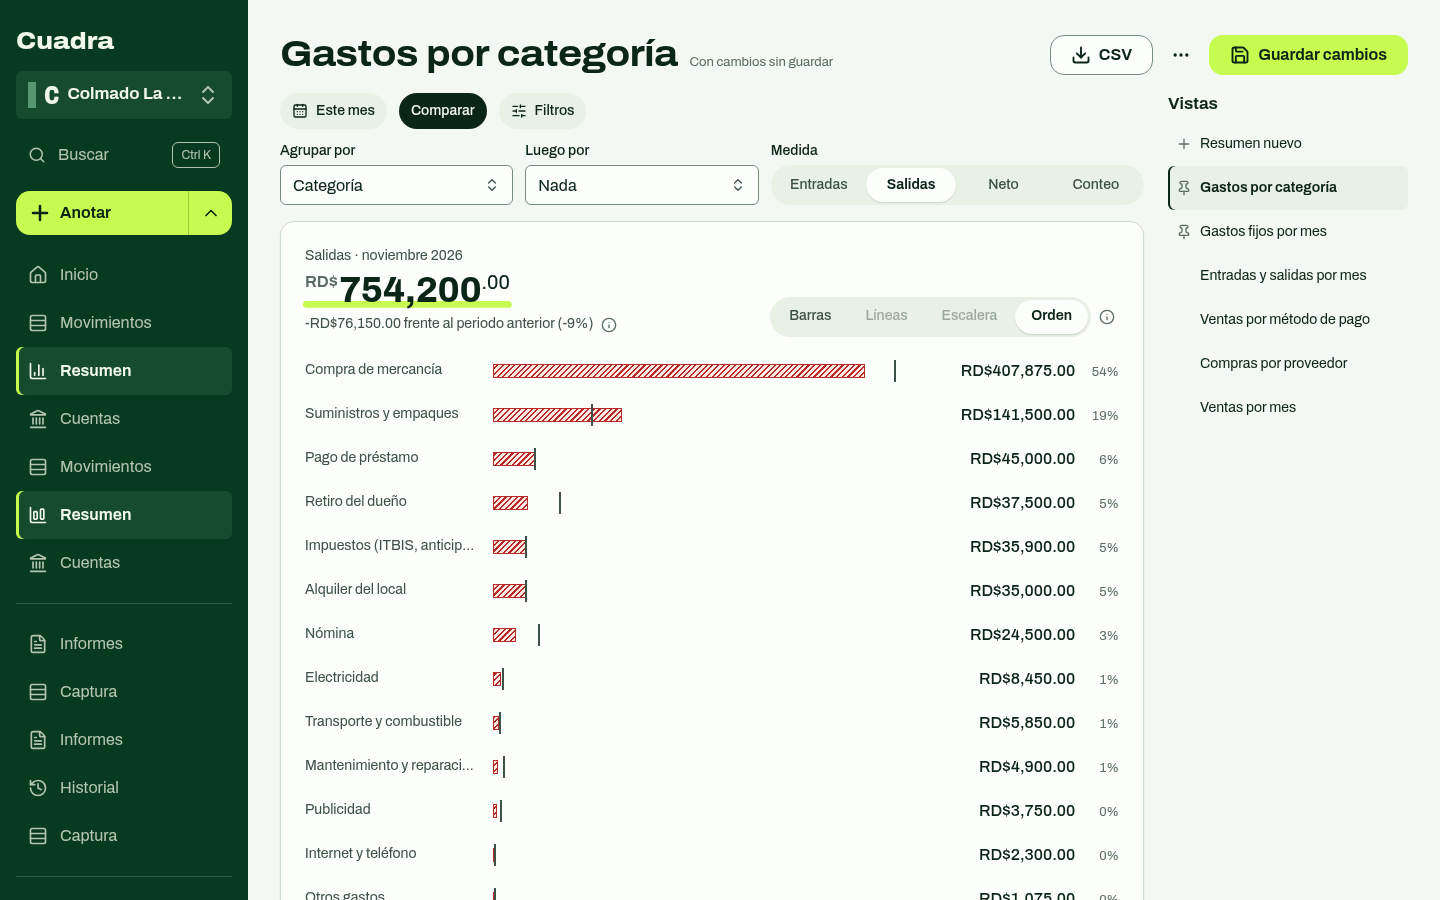 Cuadra
C Colmado La ...
Buscar Ctrl K
Anotar
Inicio
Movimientos
Resumen
Cuentas
Movimientos
Resumen
Cuentas
Informes
Captura
Informes
Historial
Captura
Gastos por categoría Con cambios sin guardar
CSV
Guardar cambios
Este mes Comparar Filtros
Agrupar por Luego por Medida
Categoría Nada Entradas Salidas Neto Conteo
Salidas · noviembre 2026
RD$754,200.00
-RD$76,150.00 frente al periodo anterior (-9%)
Barras Líneas Escalera Orden
Compra de mercancía RD$407,875.00 54%
Suministros y empaques RD$141,500.00 19%
Pago de préstamo RD$45,000.00 6%
Retiro del dueño RD$37,500.00 5%
Impuestos (ITBIS, anticip... RD$35,900.00 5%
Alquiler del local RD$35,000.00 5%
Nómina RD$24,500.00 3%
Electricidad RD$8,450.00 1%
Transporte y combustible RD$5,850.00 1%
Mantenimiento y reparaci... RD$4,900.00 1%
Publicidad RD$3,750.00 0%
Internet y teléfono RD$2,300.00 0%
Otros gastos RD$1,075.00 0%
Vistas
Resumen nuevo
Gastos por categoría
Gastos fijos por mes
Entradas y salidas por mes
Ventas por método de pago
Compras por proveedor
Ventas por mes